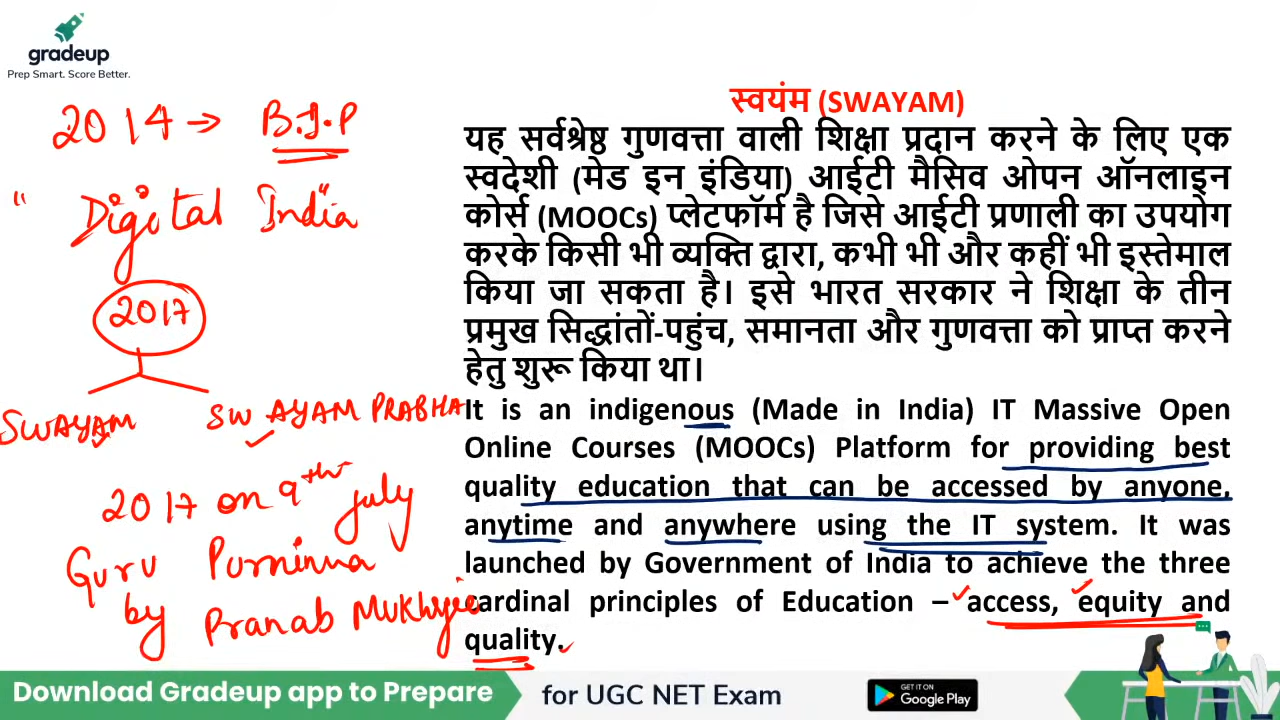 gradeup
Prep Smart. Score Better.
2014 → B.J.P
" Digital India "
2017
SWAYAM
SWAYAM PRABHA
2017 on 9th July
Guru Purnima
by Pranab Mukhrjee
स्वयंम (SWAYAM)
यह सर्वश्रेष्ठ गुणवत्ता वाली शिक्षा प्रदान करने के लिए एक
स्वदेशी (मेड इन इंडिया) आईटी मैसिव ओपन ऑनलाइन
कोर्स (MOOCs) प्लेटफॉर्म है जिसे आईटी प्रणाली का उपयोग
करके किसी भी व्यक्ति द्वारा, कभी भी और कहीं भी इस्तेमाल
किया जा सकता है। इसे भारत सरकार ने शिक्षा के तीन
प्रमुख सिद्धांतों-पहुंच, समानता और गुणवत्ता को प्राप्त करने
हेतु शुरू किया था।
It is an indigenous (Made in India) IT Massive Open
Online Courses (MOOCs) Platform for providing best
quality education that can be accessed by anyone,
anytime and anywhere using the IT system. It was
launched by Government of India to achieve the three
cardinal principles of Education – access, equity and
quality.
Download Gradeup app to Prepare
for UGC NET Exam
GET IT ON
Google Play